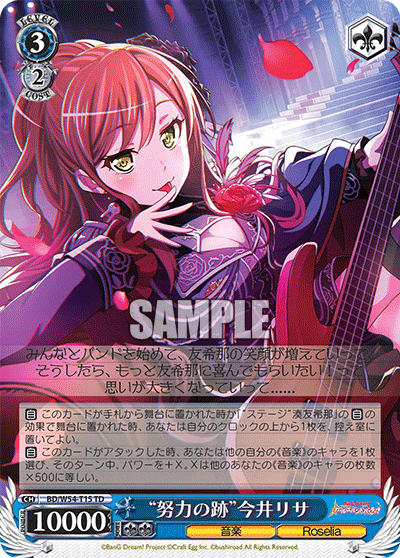 LEVEL
3
2
COST
SAMPLE
みんなとバンドを始めて、友希那の笑顔が増えていって、
そうしたら、もっと友希那に喜んでもらいたい！って
思いが大きくなっていって……
自 このカードが手札から舞台に置かれた時か「“ステージ”湊友希那」の自
の効果で舞台に置かれた時、あなたは自分のクロックの上から1枚を、控え室
に置いてよい。
自 このカードがアタックした時、あなたは他の自分の《音楽》のキャラを1枚
選び、そのターン中、パワーを＋X。Xは他のあなたの《音楽》のキャラの枚数
×500に等しい。
CH BD/W54-T15 TD
10000
“努力の跡”今井リサ
音楽
Roselia
©BanG Dream! Project ©Craft Egg Inc. ©bushiroad All Rights Reserved.